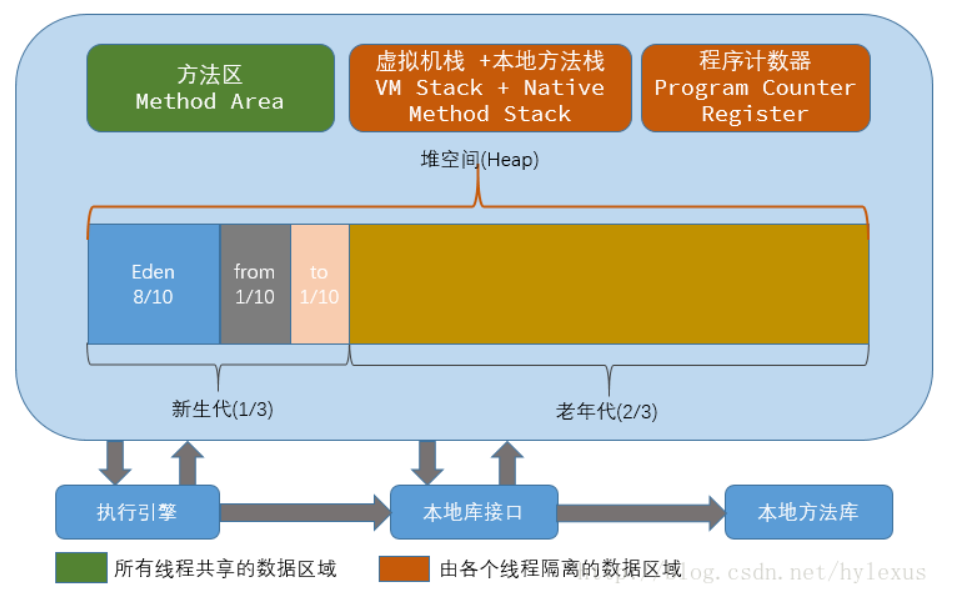 方法区
Method Area
虚拟机栈 +本地方法栈
VM Stack + Native
Method Stack
程序计数器
Program Counter
Register
堆空间(Heap)
Eden
8/10
from
1/10
to
1/10
新生代(1/3)
老年代(2/3)
执行引擎
本地库接口
本地方法库
所有线程共享的数据区域
由各个线程隔离的数据区域
http://blog.csdn.net/hylexus